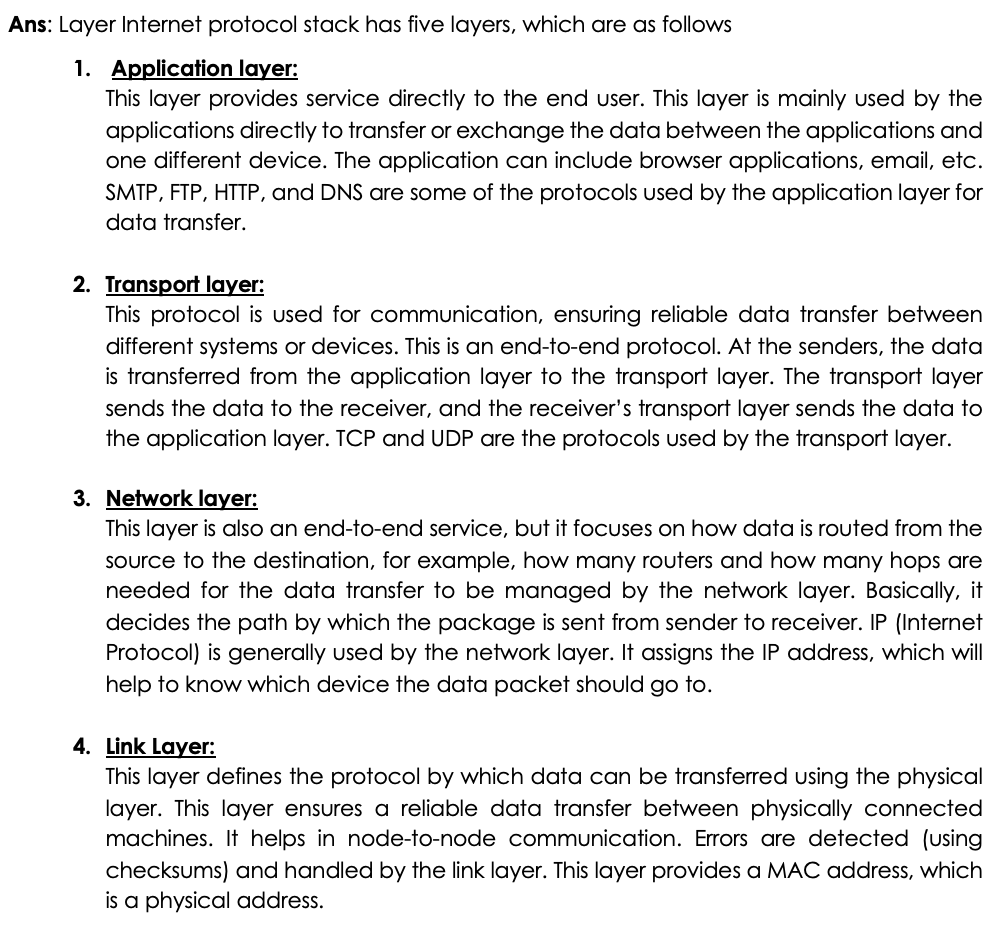 Ans: Layer Internet protocol stack has five layers, which are as follows
1. Application layer:
This layer provides service directly to the end user. This layer is mainly used by the
applications directly to transfer or exchange the data between the applications and
one different device. The application can include browser applications, email, etc.
SMTP, FTP, HTTP, and DNS are some of the protocols used by the application layer for
data transfer.
2. Transport layer:
This protocol is used for communication, ensuring reliable data transfer between
different systems or devices. This is an end-to-end protocol. At the senders, the data
is transferred from the application layer to the transport layer. The transport layer
sends the data to the receiver, and the receiver's transport layer sends the data to
the application layer. TCP and UDP are the protocols used by the transport layer.
3. Network layer:
This layer is also an end-to-end service, but it focuses on how data is routed from the
source to the destination, for example, how many routers and how many hops are
needed for the data transfer to be managed by the network layer. Basically, it
decides the path by which the package is sent from sender to receiver. IP (Internet
Protocol) is generally used by the network layer. It assigns the IP address, which will
help to know which device the data packet should go to.
4. Link Layer:
This layer defines the protocol by which data can be transferred using the physical
layer. This layer ensures a reliable data transfer between physically connected
machines. It helps in node-to-node communication. Errors are detected (using
checksums) and handled by the link layer. This layer provides a MAC address, which
is a physical address.